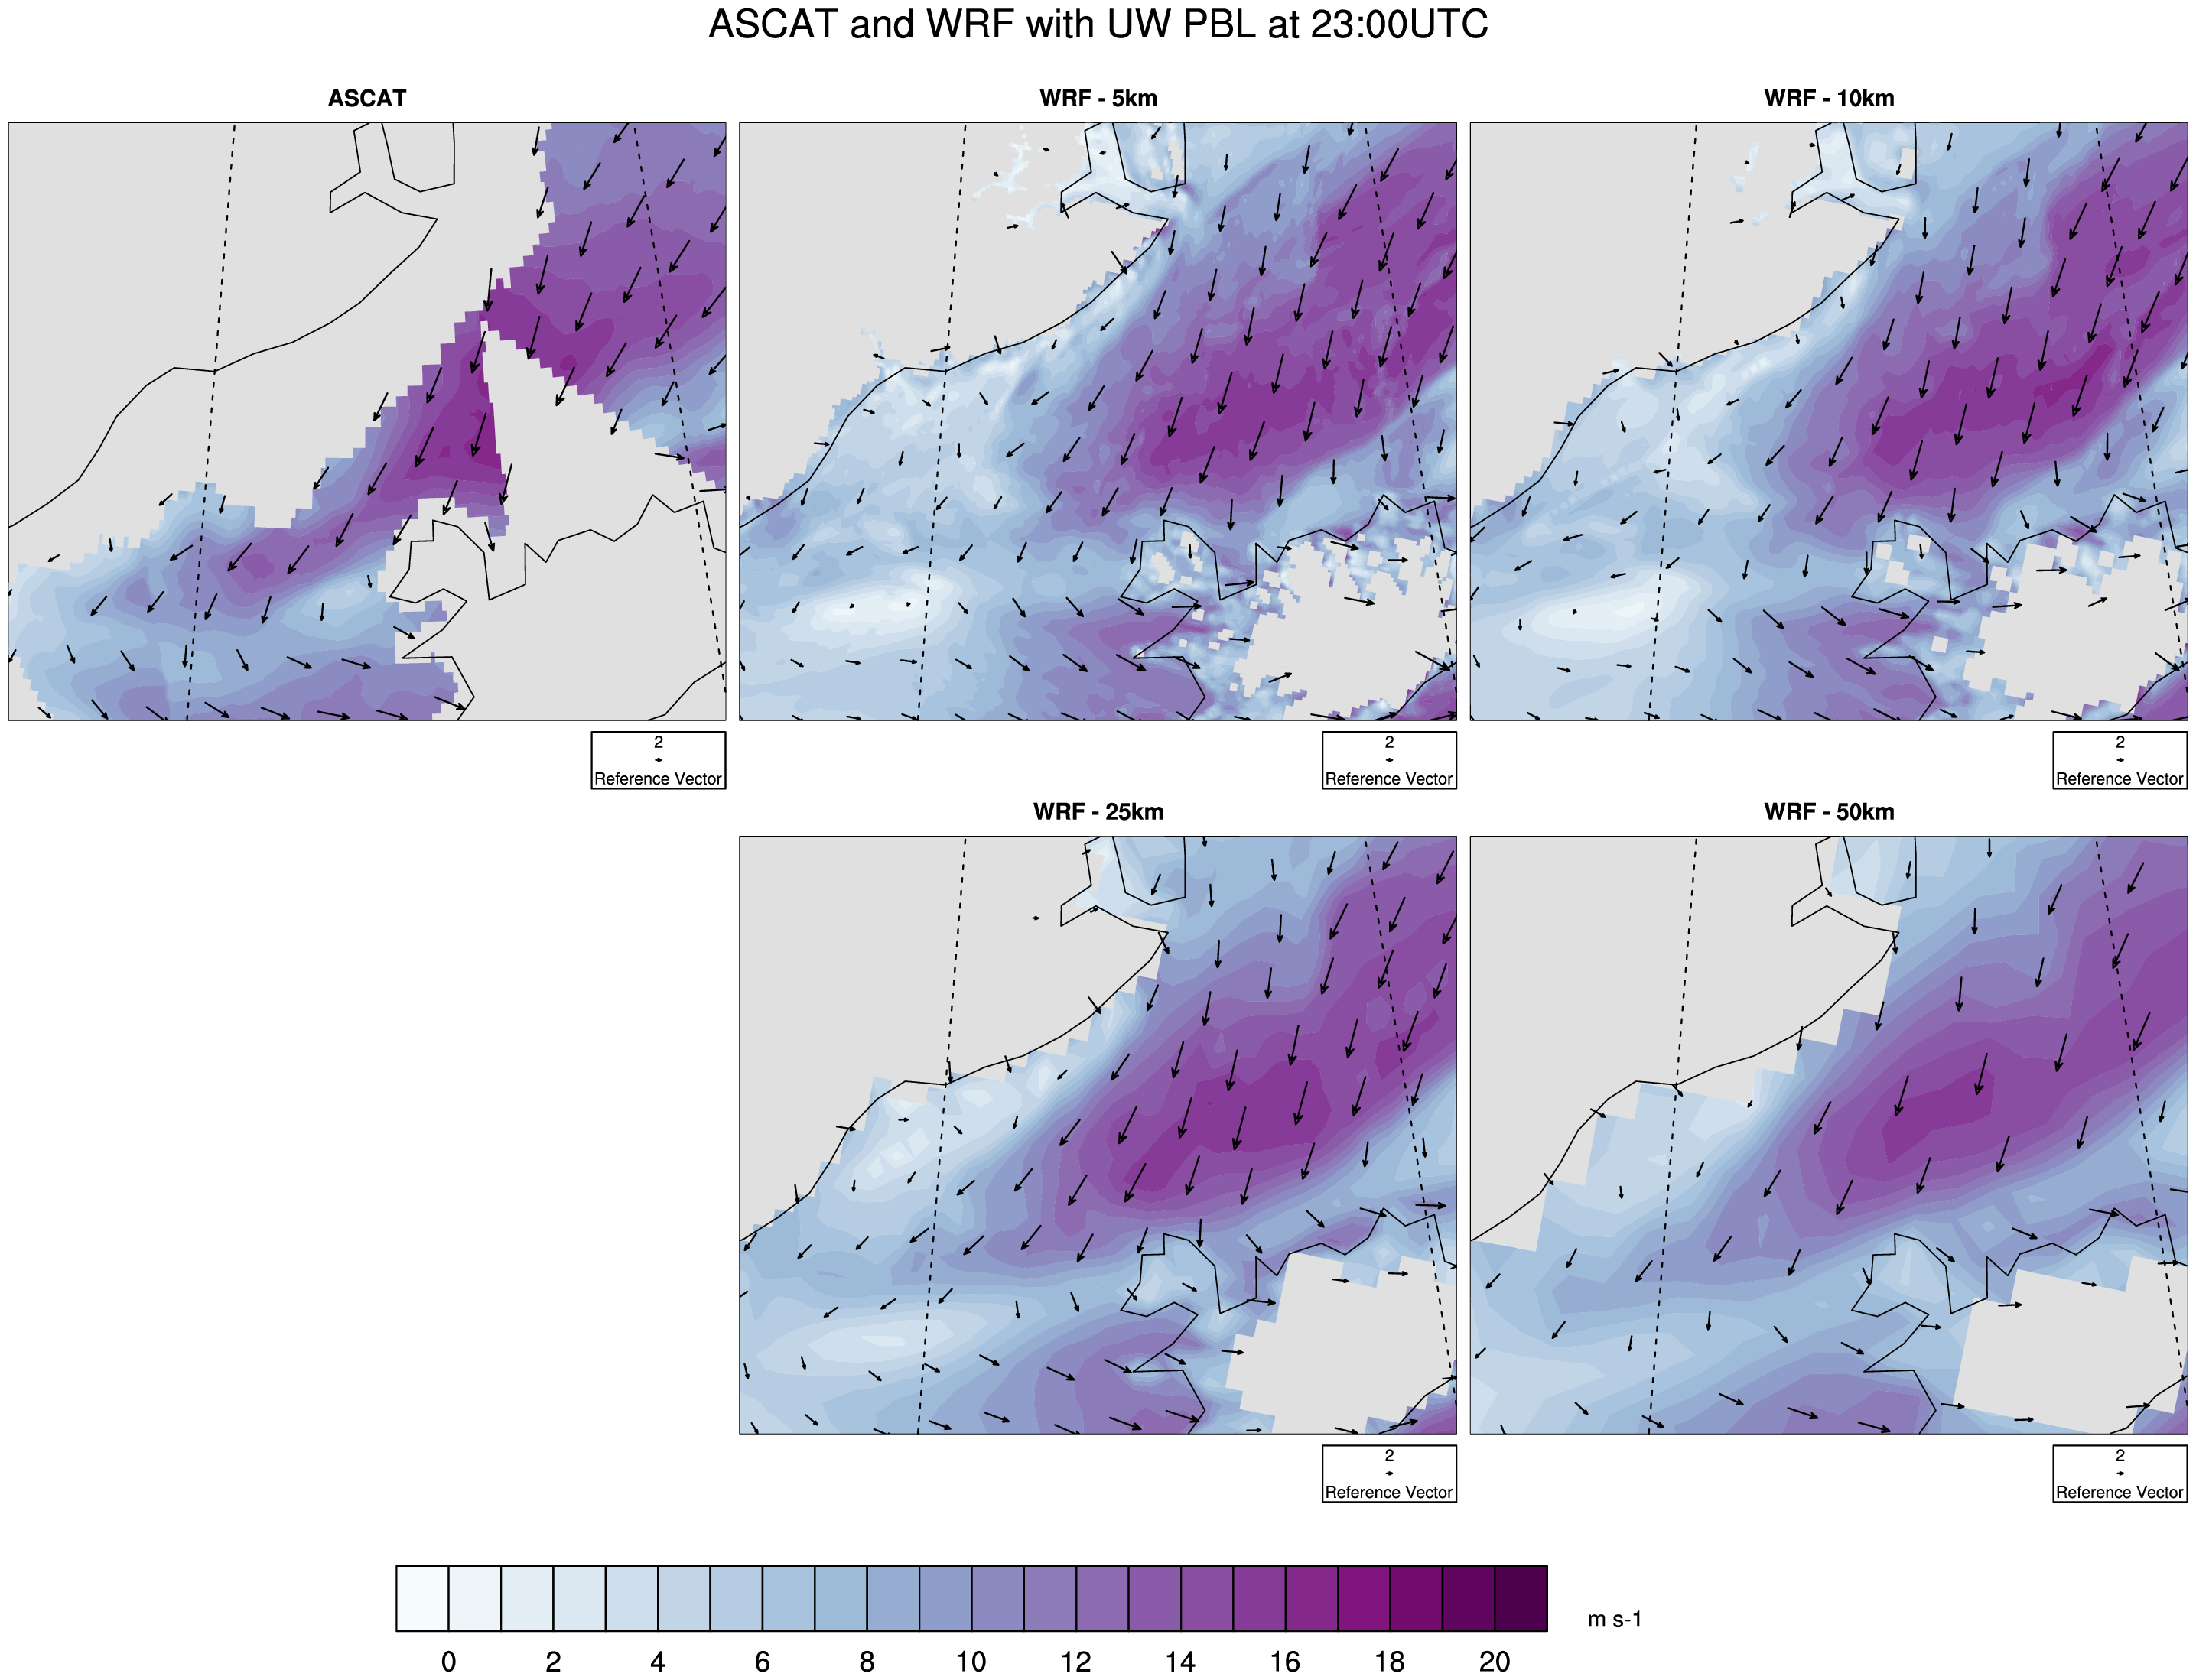 ASCAT and WRF with UW PBL at 23:00UTC
ASCAT
WRF - 5km
WRF - 10km
2
Reference Vector
2
Reference Vector
2
Reference Vector
WRF - 25km
WRF - 50km
2
Reference Vector
2
Reference Vector
m s-1
0 2 4 6 8 10 12 14 16 18 20